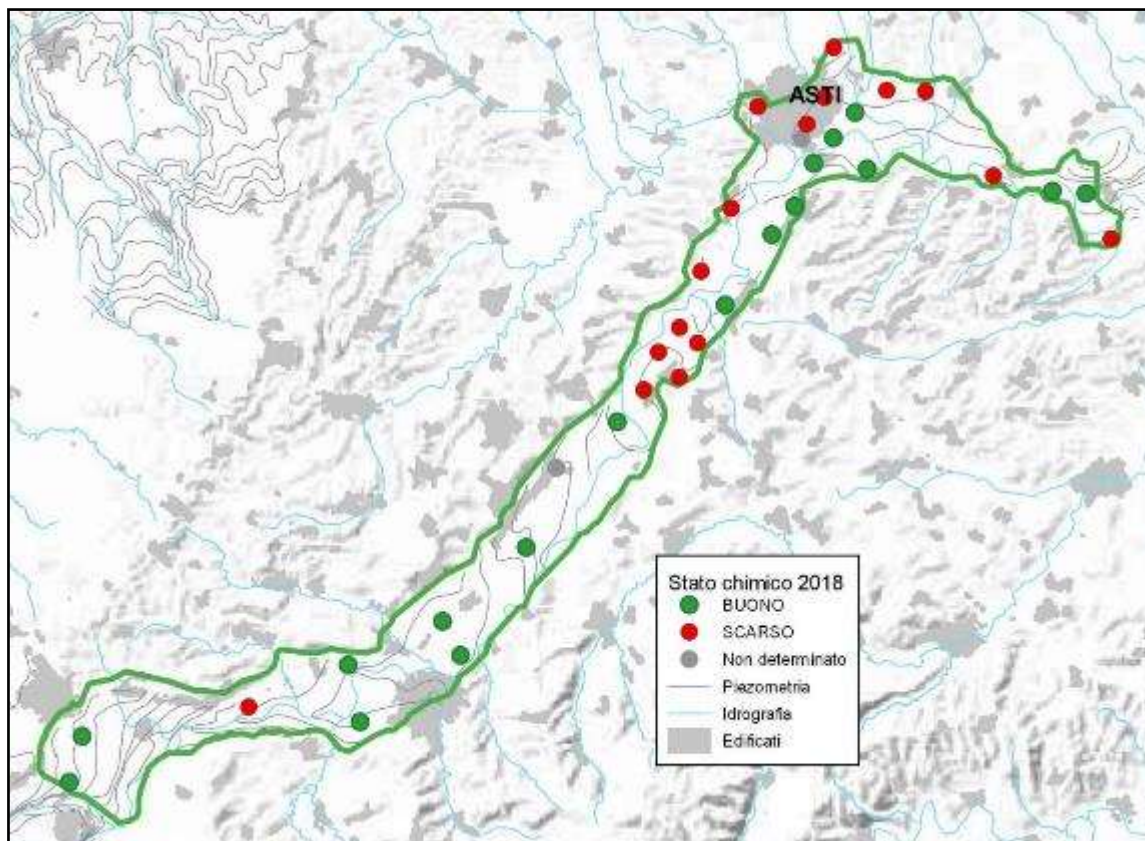 ASTI
Stato chimico 2018
BUONO
SCARSO
Non determinato
Piezometria
Idrografia
Edificati